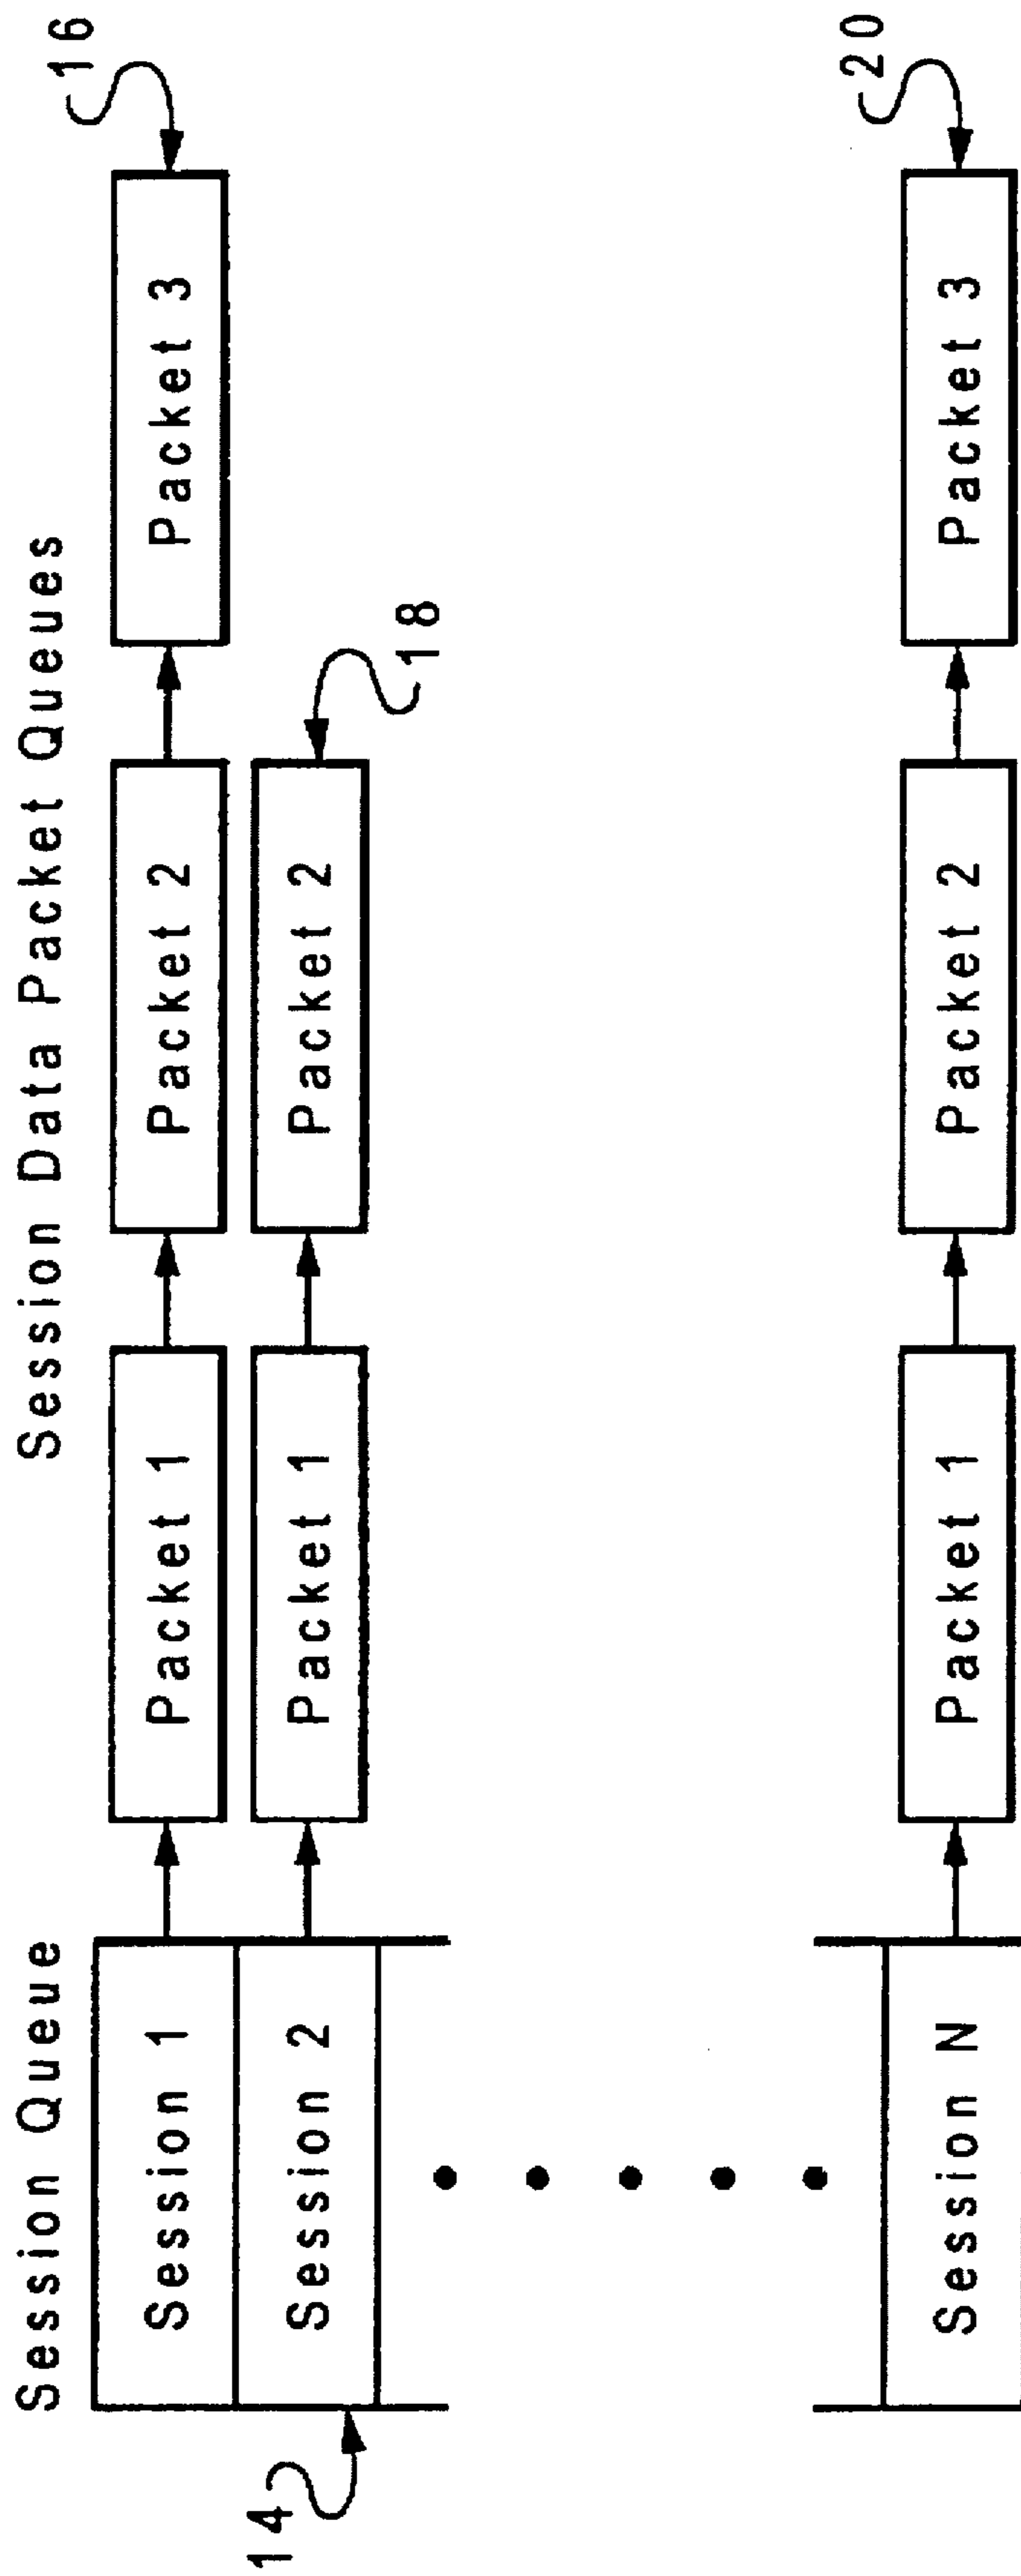 Session Queue
Session Data Packet Queues
16
Session 1
Packet 1
Packet 2
Packet 3
14
Session 2
Packet 1
Packet 2
18
20
Session N
Packet 1
Packet 2
Packet 3